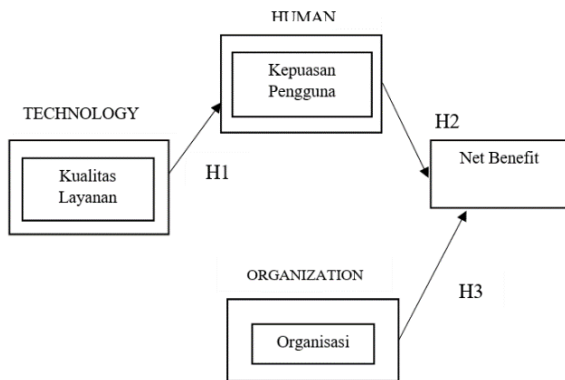 HUMAN
Kepuasan
Pengguna
TECHNOLOGY
Kualitas
Layanan
H1
H2
Net Benefit
ORGANIZATION
Organisasi
H3